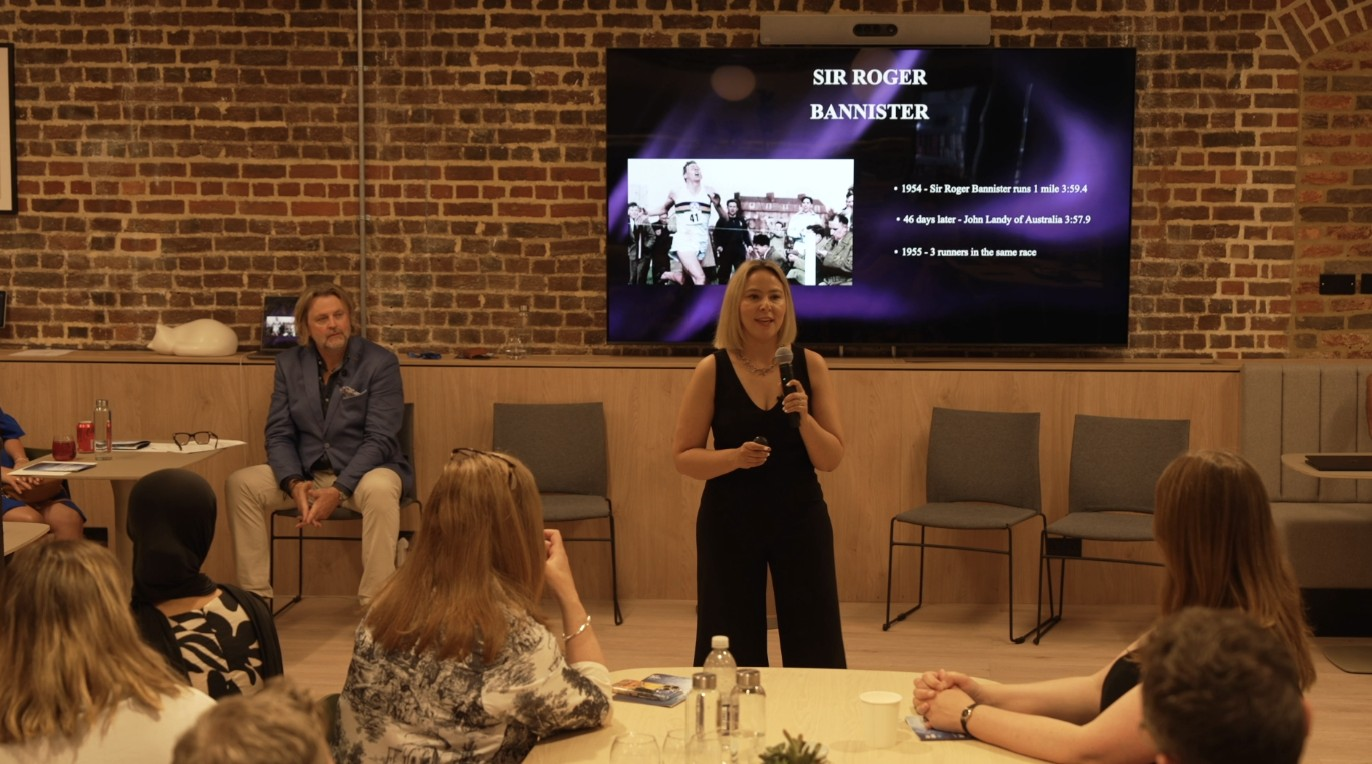 SIR ROGER
BANNISTER
41
• 1954 - Sir Roger Bannister runs 1 mile 3:59.4
• 46 days later - John Landy of Australia 3:57.9
• 1955 - 3 runners in the same race